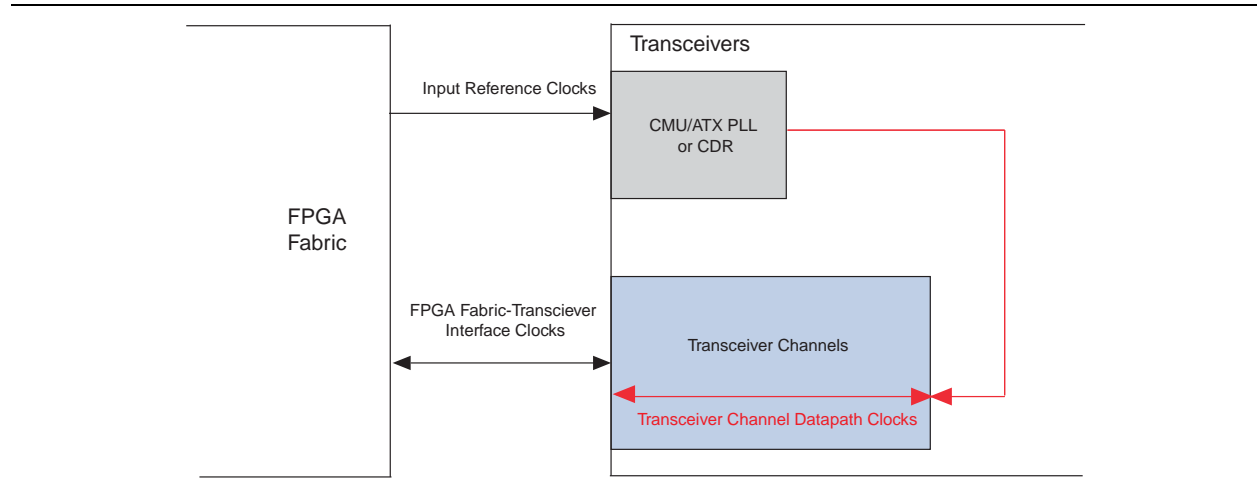 Transceivers
Input Reference Clocks
CMU/ATX PLL
or CDR
FPGA
Fabric
FPGA Fabric-Transciever
Interface Clocks
Transceiver Channels
Transceiver Channel Datapath Clocks